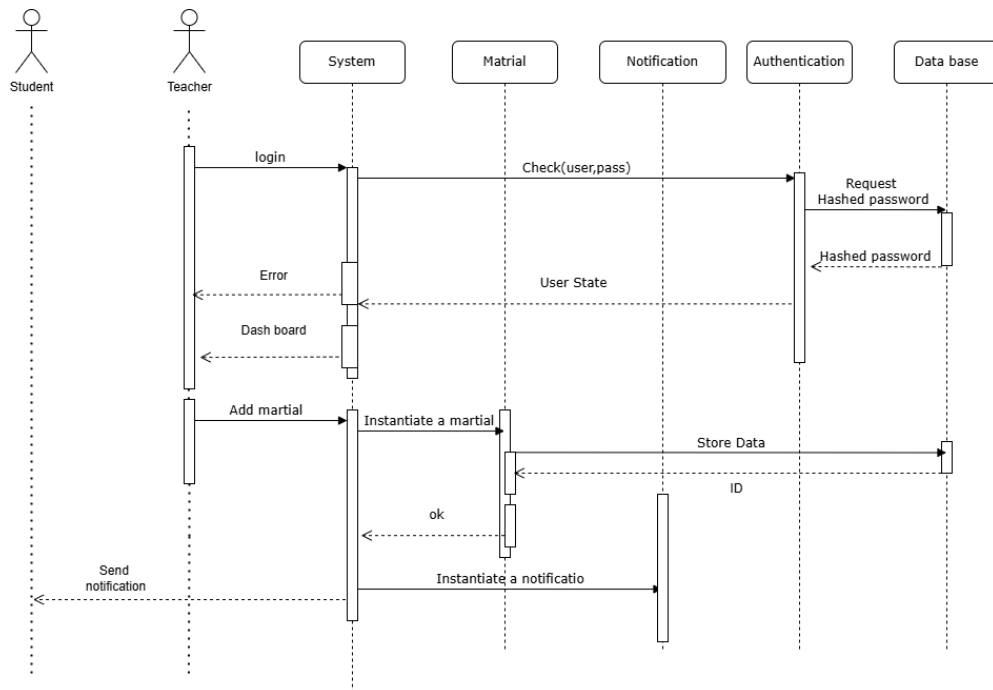 Student
Teacher
System
Matrial
Notification
Authentication
Data base
login
Check(user,pass)
Request
Hashed password
Hashed password
Error
User State
Dash board
Add martial
Instantiate a martial
Store Data
ID
ok
Instantiate a notificatio
Send
notification